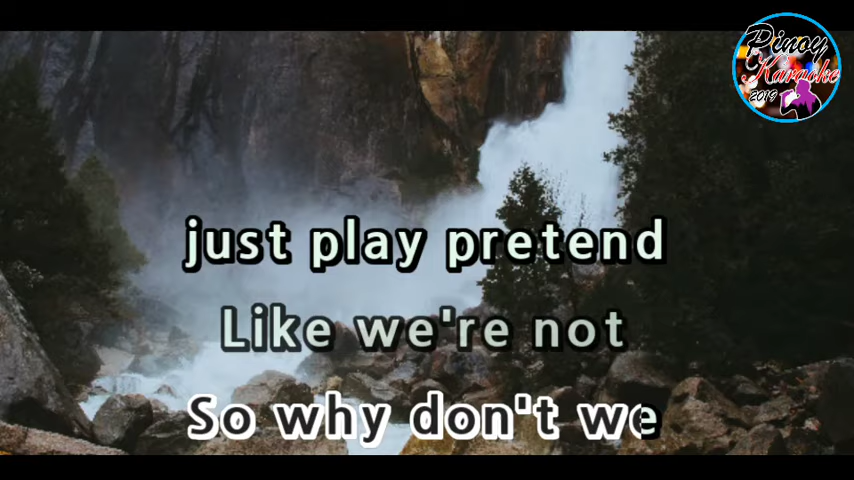 Pinoy
Karaoke
2019
just play pretend
Like we're not
So why don't we